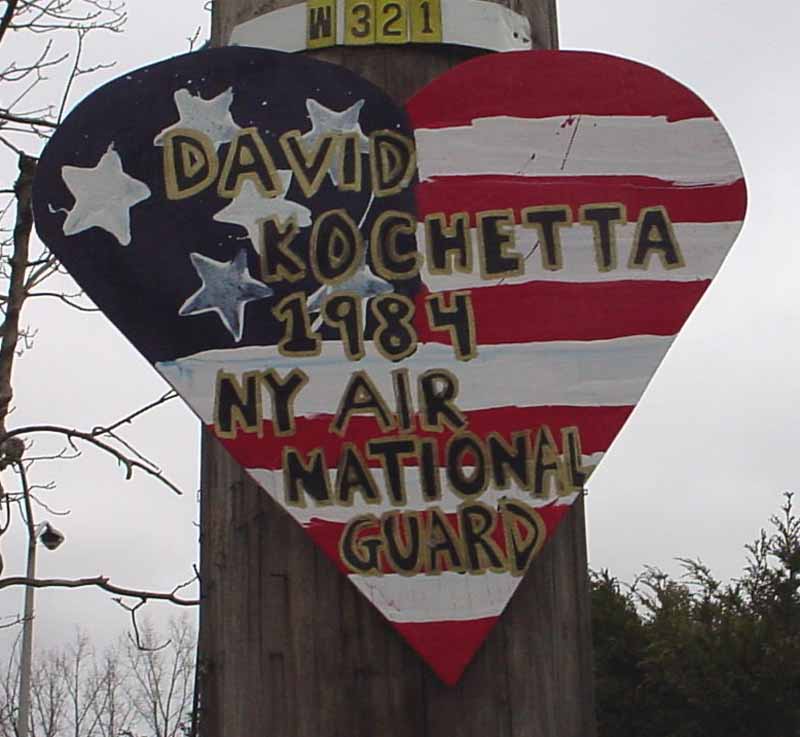 W321
DAVID
KOCHETTA
1984
NY AIR
NATIONAL
GUARD